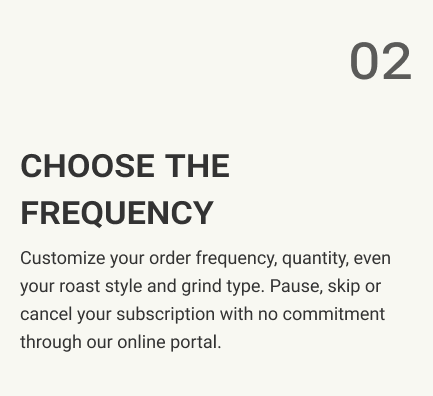 02
CHOOSE THE
FREQUENCY
Customize your order frequency, quantity, even
your roast style and grind type. Pause, skip or
cancel your subscription with no commitment
through our online portal.